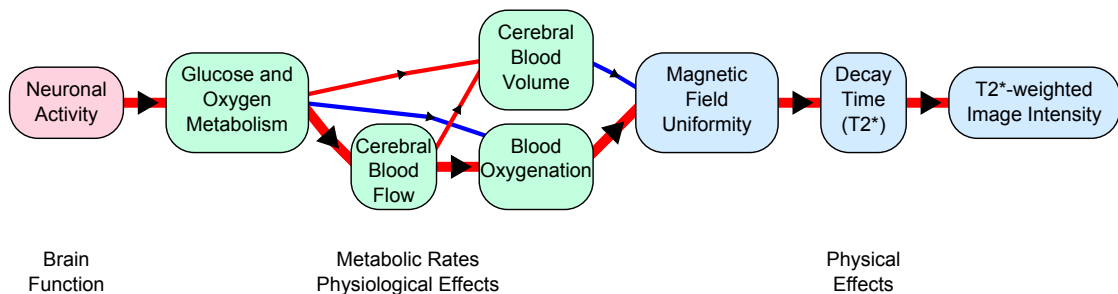 Neuronal
Activity
Glucose and
Oxygen
Metabolism
Cerebral
Blood
Flow
Cerebral
Blood
Volume
Blood
Oxygenation
Magnetic
Field
Uniformity
Decay
Time
(T2*)
T2*-weighted
Image Intensity
Brain
Function
Metabolic Rates
Physiological Effects
Physical
Effects